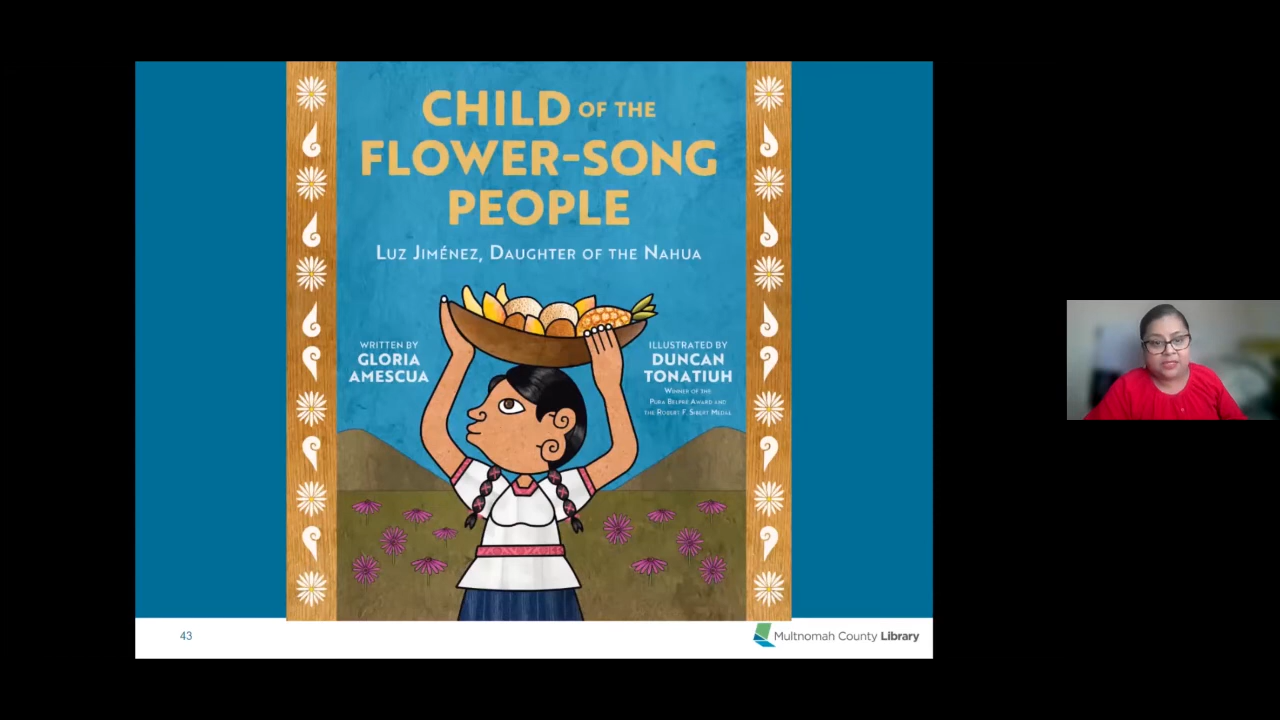 CHILD OF THE
FLOWER-SONG
PEOPLE
LUZ JIMÉNEZ, DAUGHTER OF THE NAHUA
WRITTEN BY
GLORIA
AMESCUA
ILLUSTRATED BY
DUNCAN
TONATIUH
WINNER OF THE
PURA BELPRÉ AWARD AND
THE ROBERT F. SIBERT MEDAL
43
Multnomah County Library